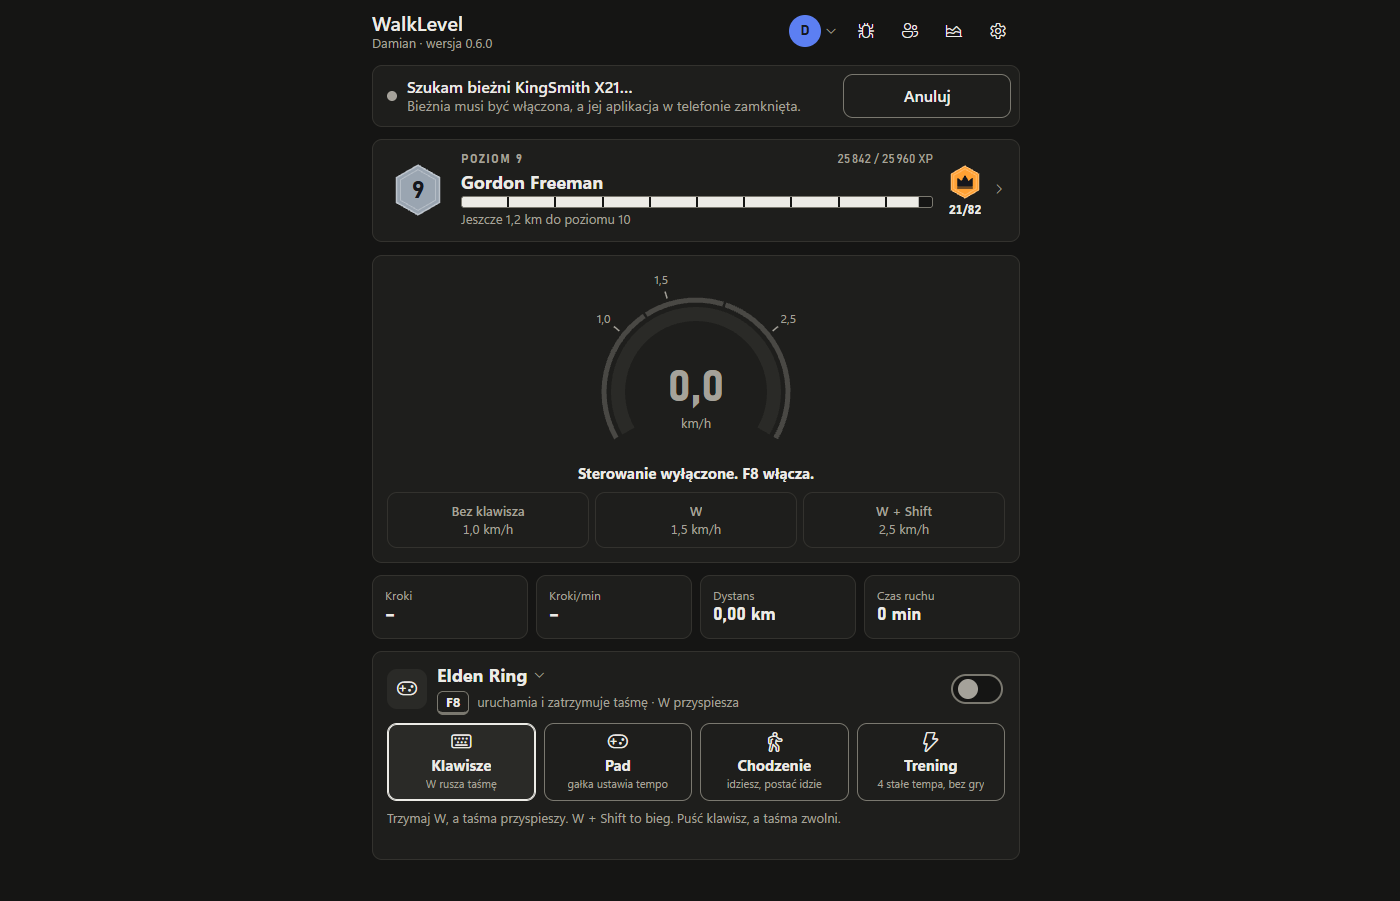 WalkLevel
Damian · wersja 0.6.0
D
Szukam bieżni KingSmith X21...
Bieżnia musi być włączona, a jej aplikacja w telefonie zamknięta.
Anuluj
9
POZIOM 9
25 842 / 25 960 XP
Gordon Freeman
Jeszcze 1,2 km do poziomu 10
21/82
1,0
1,5
2,5
0,0
km/h
Sterowanie wyłączone. F8 włącza.
Bez klawisza
1,0 km/h
W
1,5 km/h
W + Shift
2,5 km/h
Kroki
–
Kroki/min
–
Dystans
0,00 km
Czas ruchu
0 min
Elden Ring
F8 uruchamia i zatrzymuje taśmę · W przyspiesza
Klawisze
W rusza taśmę
Pad
gałka ustawia tempo
Chodzenie
idziesz, postać idzie
Trening
4 stałe tempa, bez gry
Trzymaj W, a taśma przyspieszy. W + Shift to bieg. Puść klawisz, a taśma zwolni.